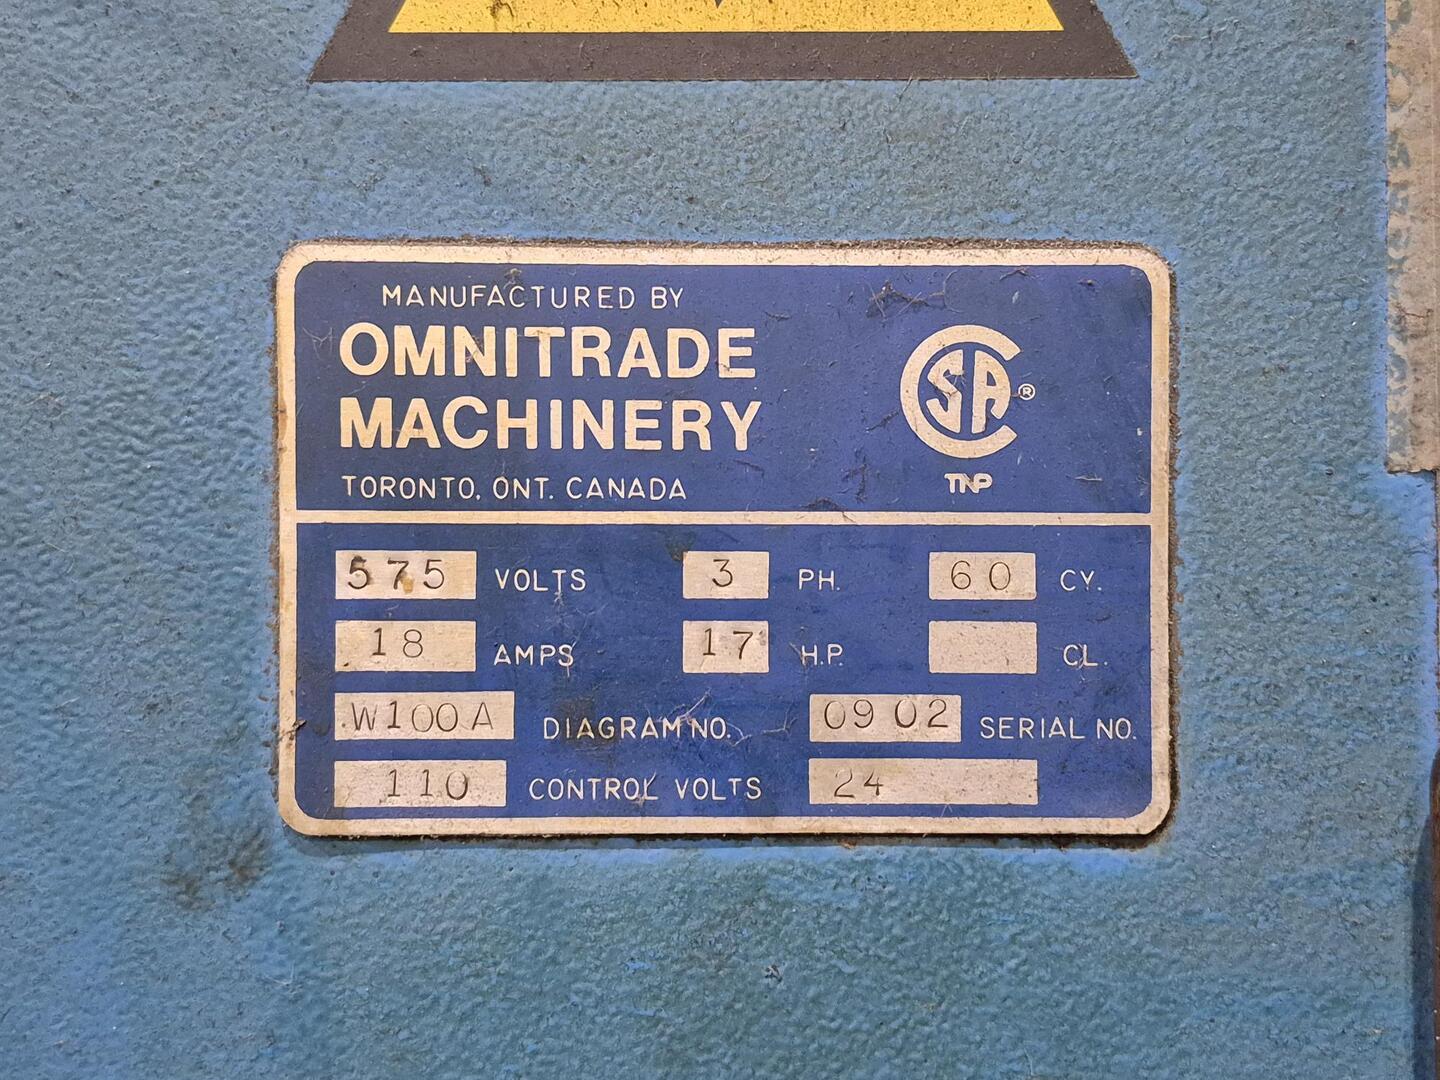 MANUFACTURED BY
OMNITRADE
MACHINERY
TORONTO, ONT. CANADA
CSA ®
TNP
575 VOLTS 3 PH. 60 CY.
18 AMPS 17 H.P. CL.
W100A DIAGRAM NO. 09 02 SERIAL NO.
110 CONTROL VOLTS 24